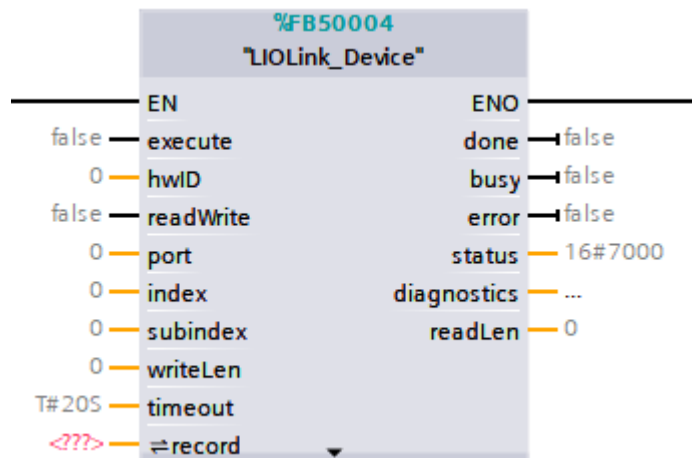 %FB50004
"LIOLink_Device"
EN ENO
false execute done false
0 hwID busy false
false readWrite error false
0 port status 16#7000
0 index diagnostics ...
0 subindex readLen 0
0 writeLen
T#20S timeout
<???> ⇌record